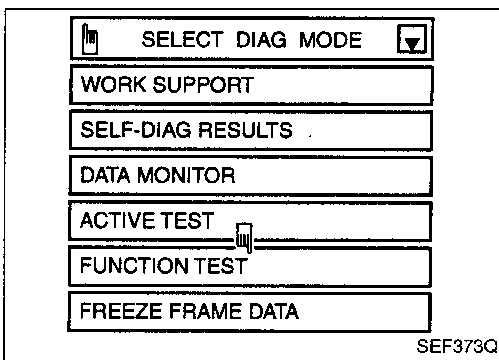 SELECT DIAG MODE
WORK SUPPORT
SELF-DIAG RESULTS
DATA MONITOR
ACTIVE TEST
FUNCTION TEST
FREEZE FRAME DATA
SEF373Q